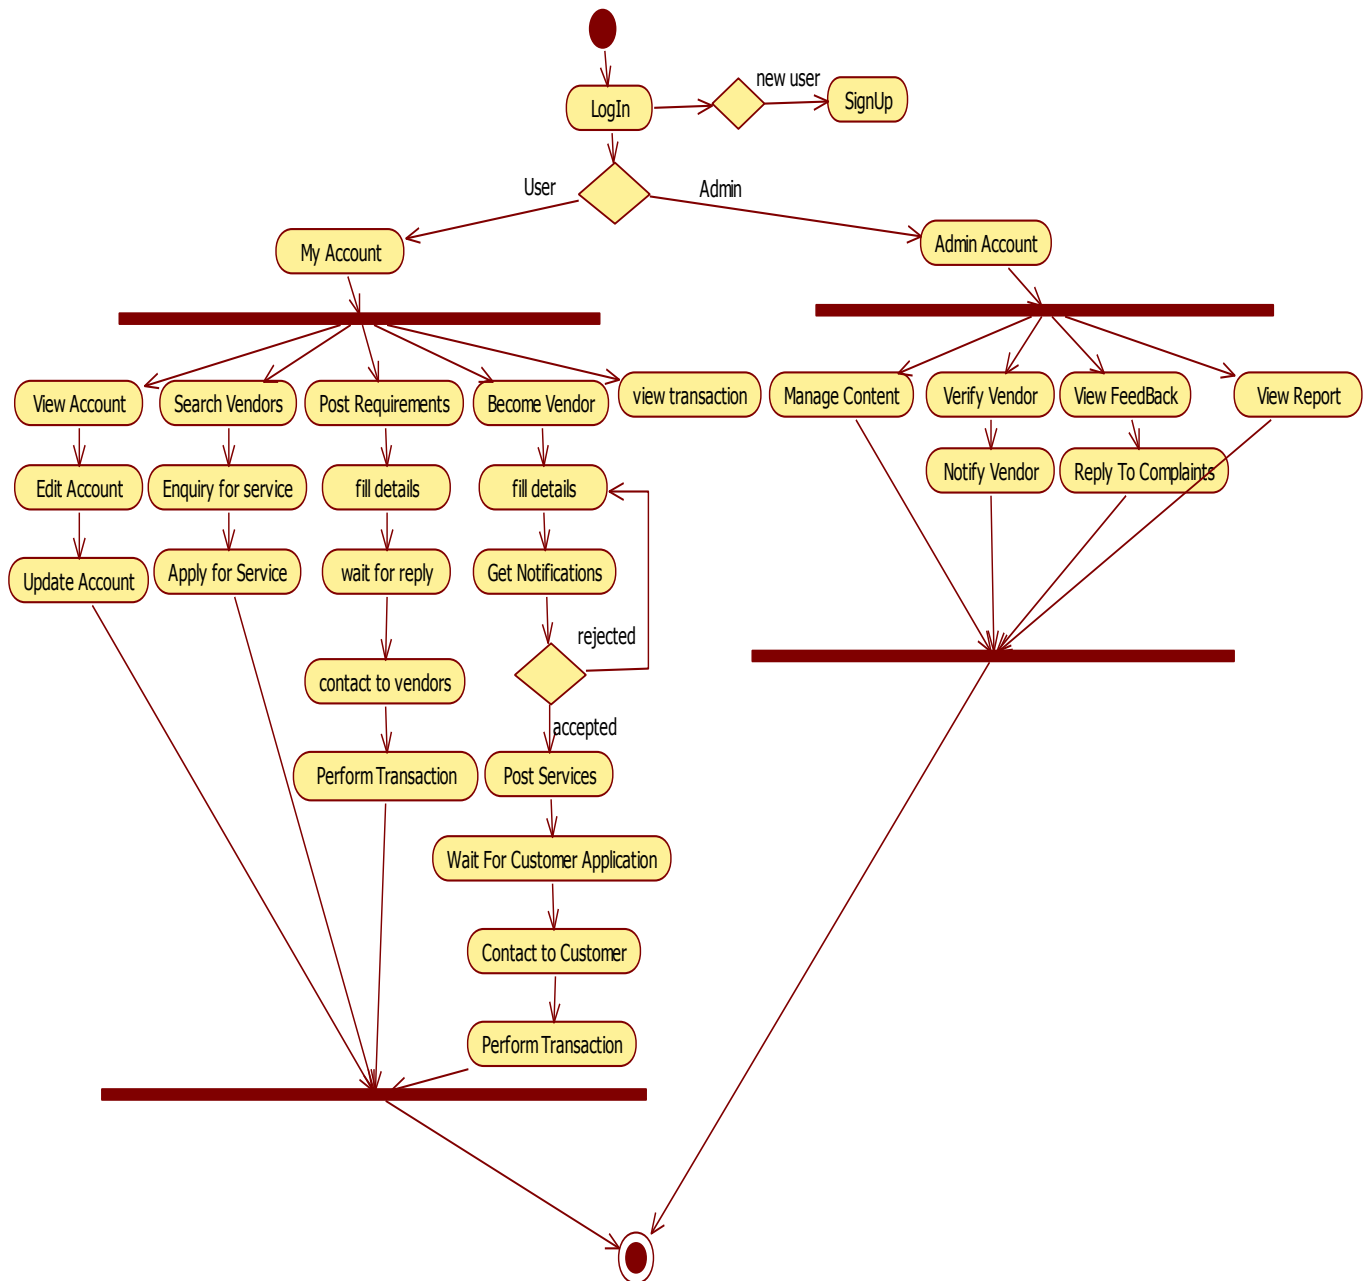 new user
LogIn
SignUp
User
Admin
My Account
Admin Account
View Account
Search Vendors
Post Requirements
Become Vendor
view transaction
Manage Content
Verify Vendor
View FeedBack
View Report
Edit Account
Enquiry for service
fill details
fill details
Notify Vendor
Reply To Complaints
Update Account
Apply for Service
wait for reply
Get Notifications
rejected
contact to vendors
accepted
Perform Transaction
Post Services
Wait For Customer Application
Contact to Customer
Perform Transaction